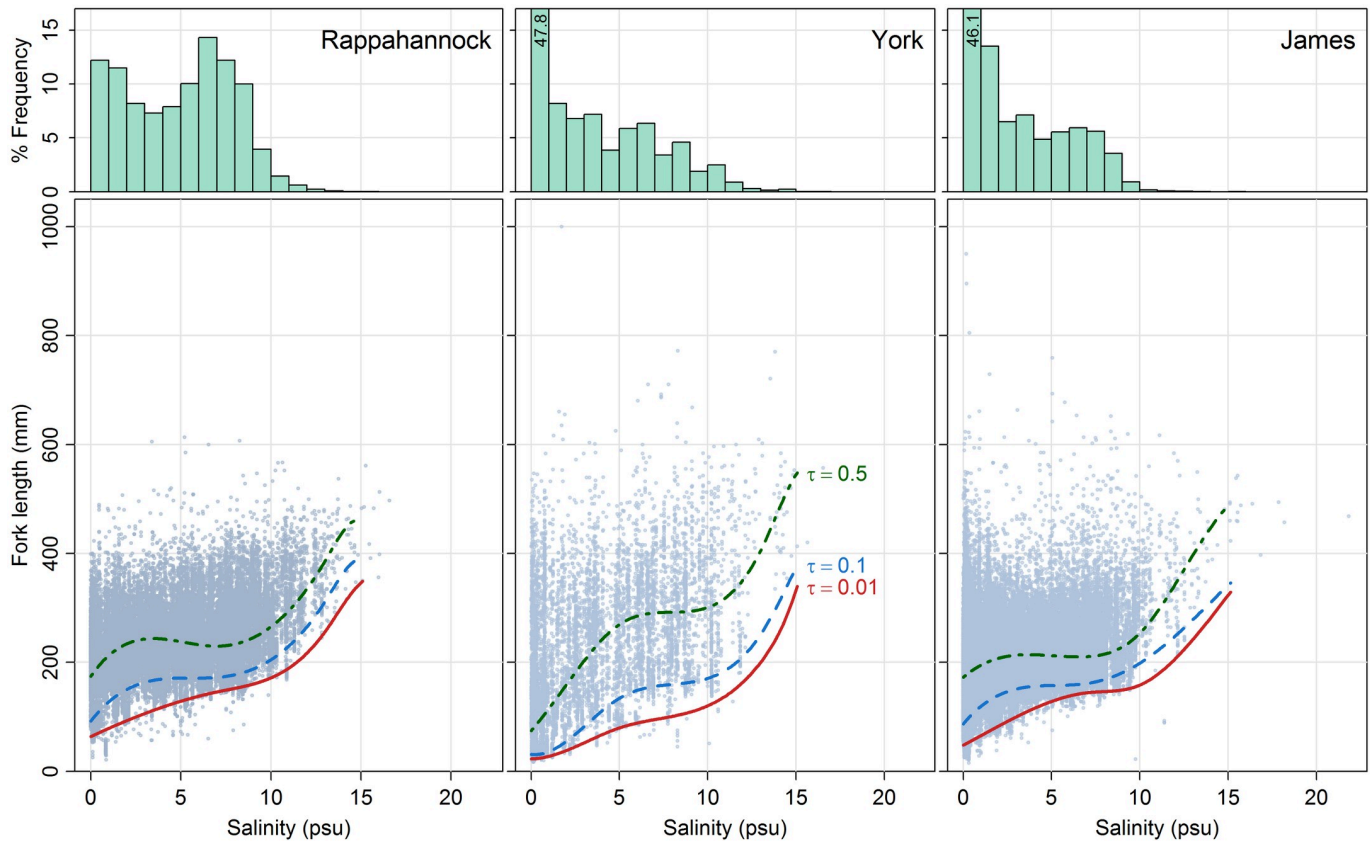 % Frequency
15
10
5
0
Rappahannock
47.8
York
46.1
James
Fork length (mm)
1000
800
600
400
200
0
τ = 0.5
τ = 0.1
τ = 0.01
0 5 10 15 20
0 5 10 15 20
0 5 10 15 20
Salinity (psu)
Salinity (psu)
Salinity (psu)